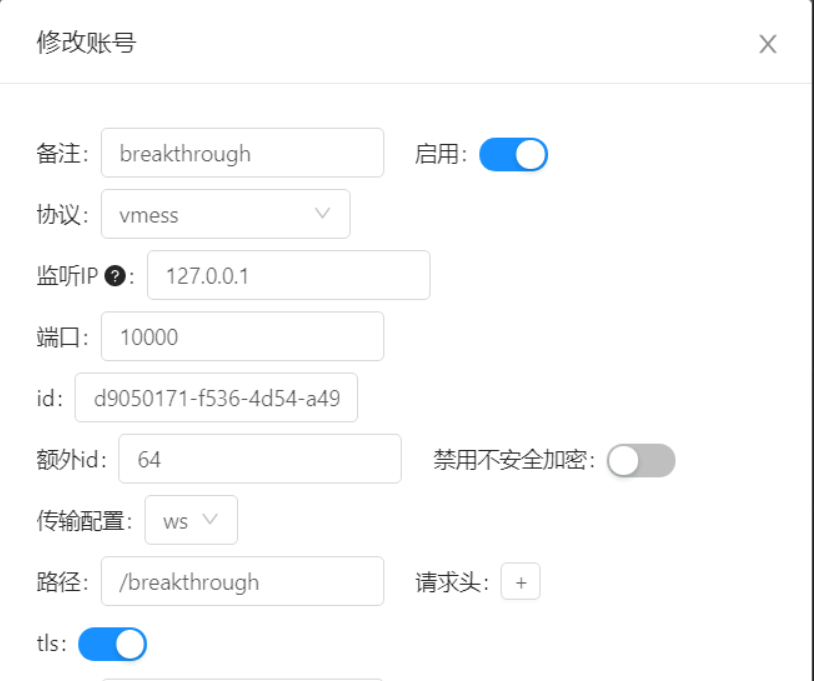 修改账号
备注: breakthrough 启用:
协议: vmess
监听IP ? : 127.0.0.1
端口: 10000
id: d9050171-f536-4d54-a49
额外id: 64 禁用不安全加密:
传输配置: ws
路径: /breakthrough 请求头: +
tls: